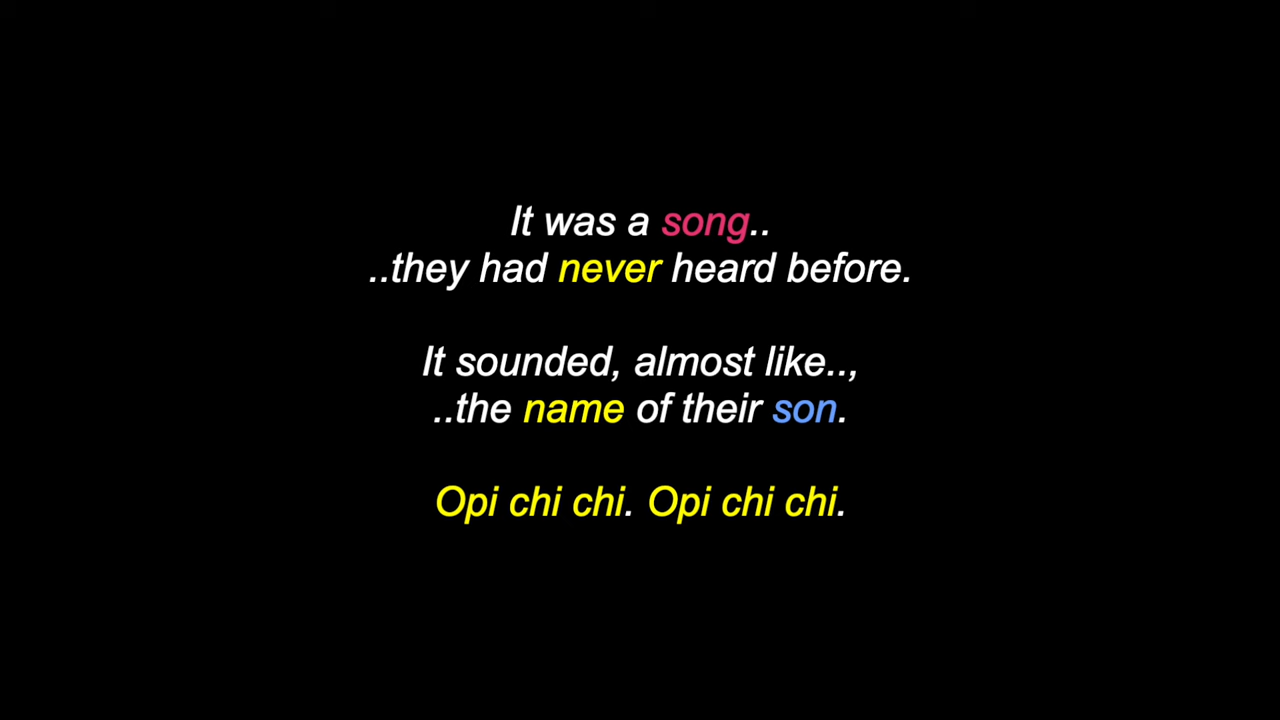 It was a song..
..they had never heard before.
It sounded, almost like..,
..the name of their son.
Opi chi chi. Opi chi chi.